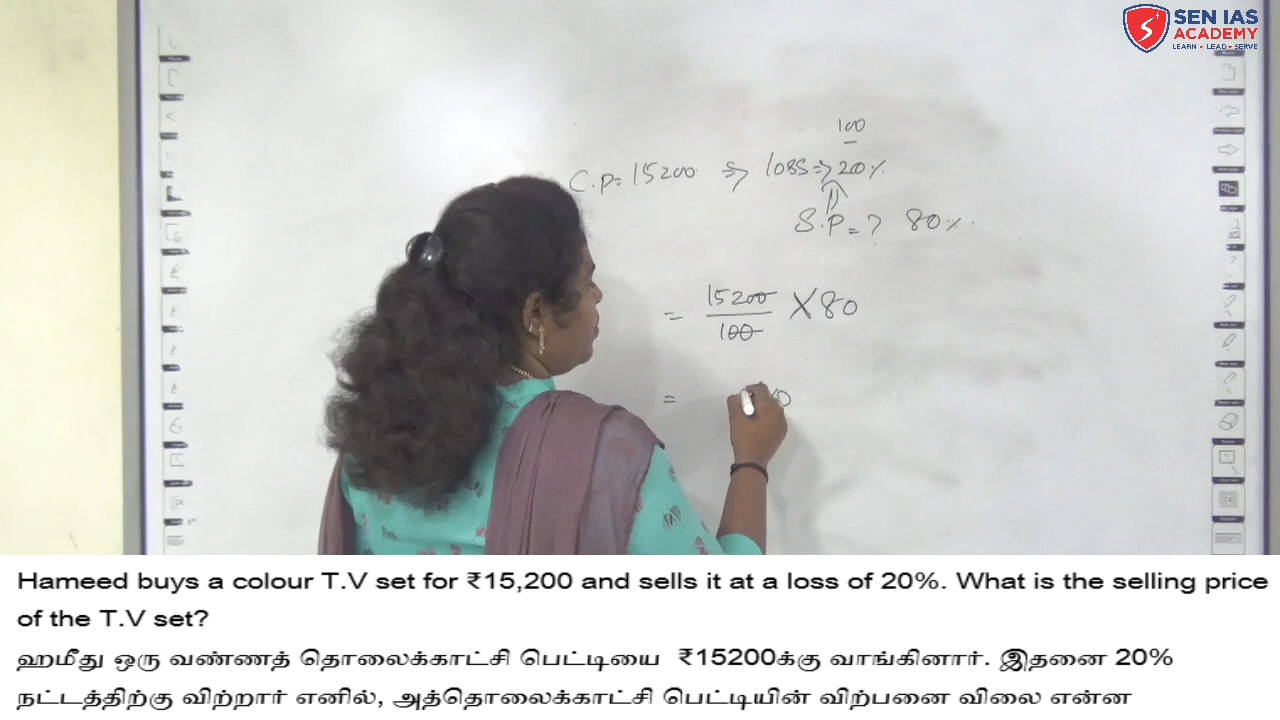 SEN IAS
ACADEMY
LEARN • LEAD • SERVE
100
C.P= 15200 ⇒ loss ⇒ 20%
S.P = ? 80%
= 15200/100 X 80
=
Hameed buys a colour T.V set for ₹15,200 and sells it at a loss of 20%. What is the selling price
of the T.V set?
ஹமீது ஒரு வண்ணத் தொலைக்காட்சி பெட்டியை ₹15200க்கு வாங்கினார். இதனை 20%
நட்டத்திற்கு விற்றார் எனில், அத்தொலைக்காட்சி பெட்டியின் விற்பனை விலை என்ன